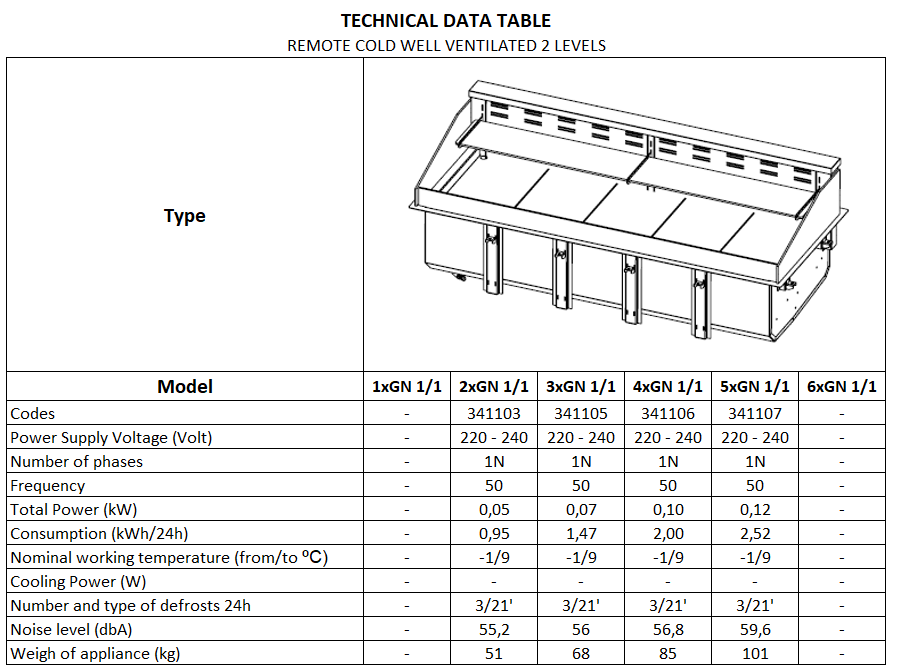 TECHNICAL DATA TABLE
REMOTE COLD WELL VENTILATED 2 LEVELS
Type
Model 1xGN 1/1 2xGN 1/1 3xGN 1/1 4xGN 1/1 5xGN 1/1 6xGN 1/1
Codes - 341103 341105 341106 341107 -
Power Supply Voltage (Volt) - 220 - 240 220 - 240 220 - 240 220 - 240 -
Number of phases - 1N 1N 1N 1N -
Frequency - 50 50 50 50 -
Total Power (kW) - 0,05 0,07 0,10 0,12 -
Consumption (kWh/24h) - 0,95 1,47 2,00 2,52 -
Nominal working temperature (from/to ºC) - -1/9 -1/9 -1/9 -1/9 -
Cooling Power (W) - - - - - -
Number and type of defrosts 24h - 3/21' 3/21' 3/21' 3/21' -
Noise level (dbA) - 55,2 56 56,8 59,6 -
Weigh of appliance (kg) - 51 68 85 101 -